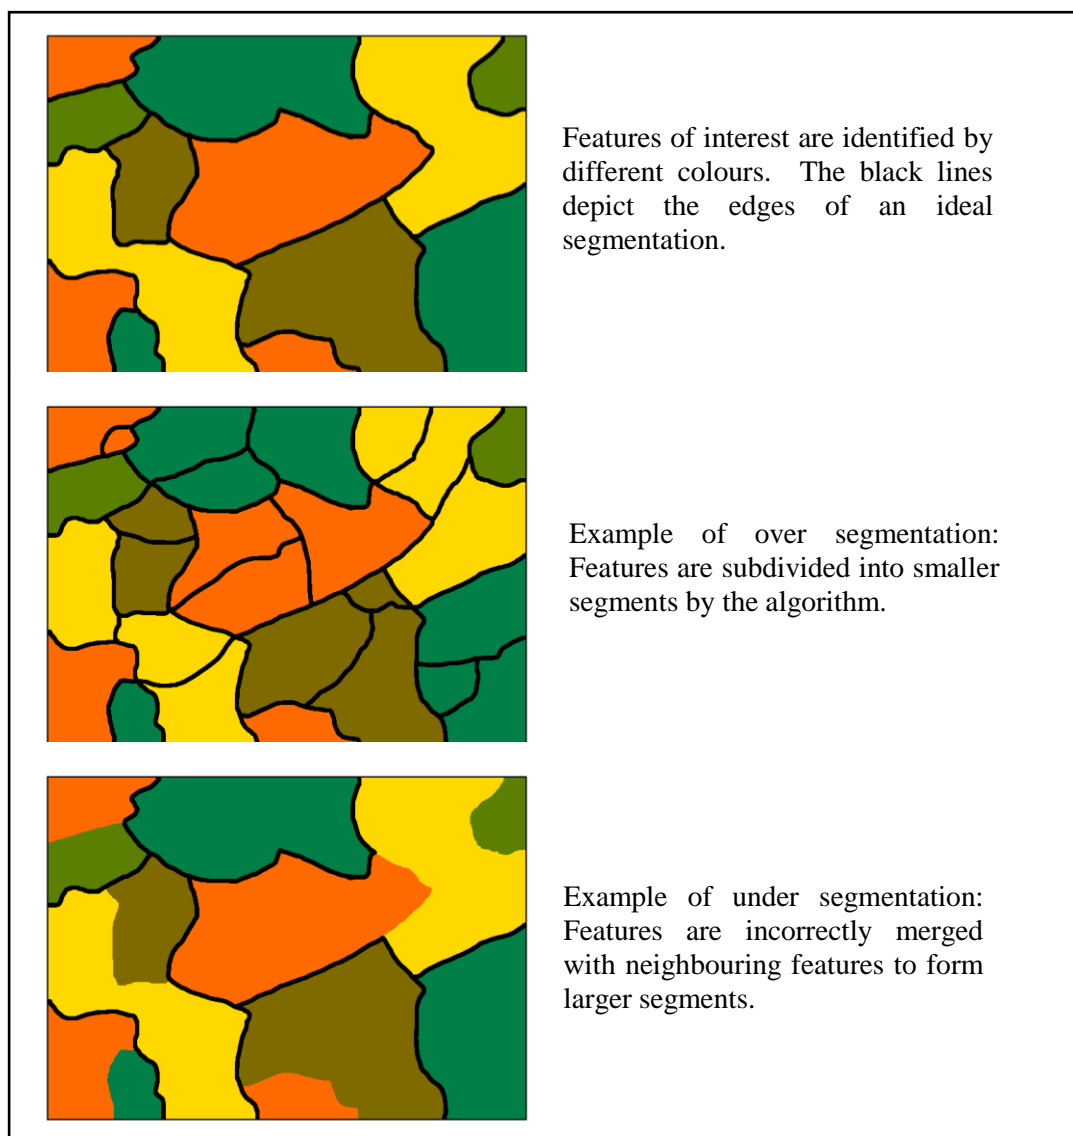 Features of interest are identified by
different colours. The black lines
depict the edges of an ideal
segmentation.
Example of over segmentation:
Features are subdivided into smaller
segments by the algorithm.
Example of under segmentation:
Features are incorrectly merged
with neighbouring features to form
larger segments.